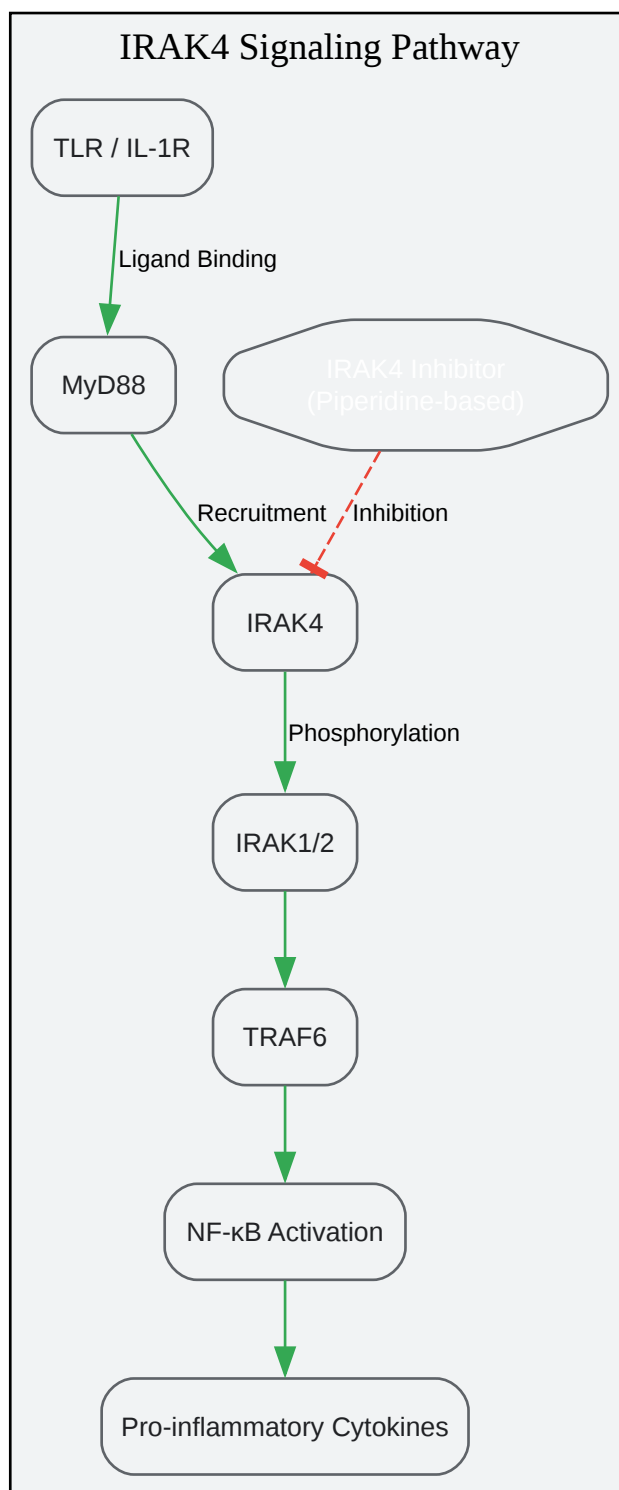 IRAK4 Signaling Pathway
TLR / IL-1R
Ligand Binding
MyD88
IRAK4 Inhibitor
(Piperidine-based)
Recruitment
Inhibition
IRAK4
Phosphorylation
IRAK1/2
TRAF6
NF-κB Activation
Pro-inflammatory Cytokines